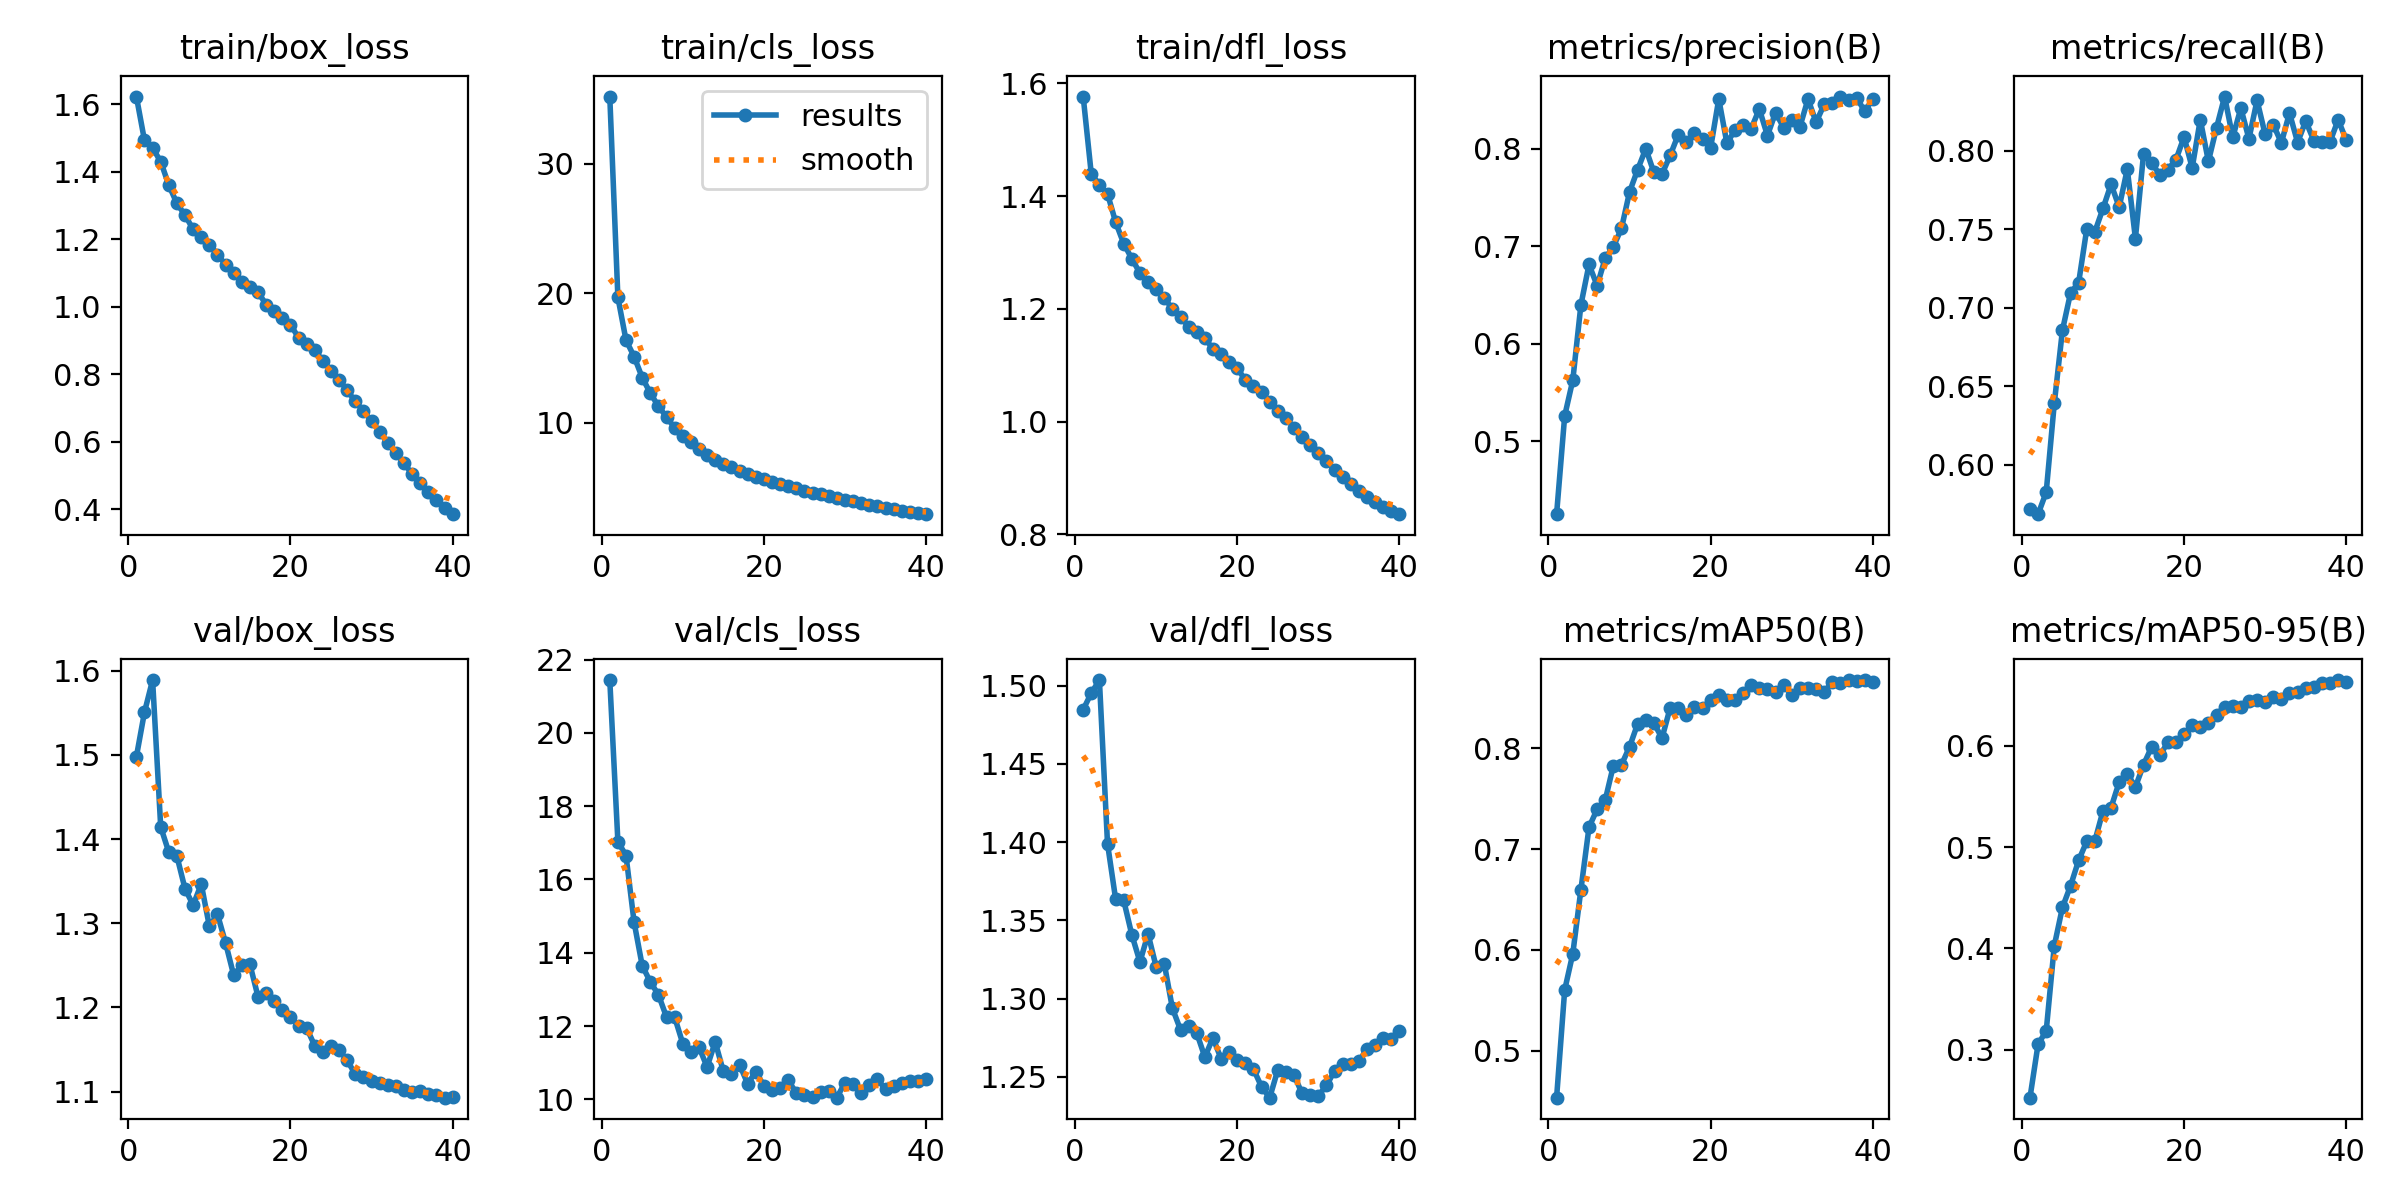 train/box_loss
1.6
1.4
1.2
1.0
0.8
0.6
0.4
0 20 40
train/cls_loss
results
smooth
30
20
10
0 20 40
train/dfl_loss
1.6
1.4
1.2
1.0
0.8
0 20 40
metrics/precision(B)
0.8
0.7
0.6
0.5
0 20 40
metrics/recall(B)
0.80
0.75
0.70
0.65
0.60
0 20 40
val/box_loss
1.6
1.5
1.4
1.3
1.2
1.1
0 20 40
val/cls_loss
22
20
18
16
14
12
10
0 20 40
val/dfl_loss
1.50
1.45
1.40
1.35
1.30
1.25
0 20 40
metrics/mAP50(B)
0.8
0.7
0.6
0.5
0 20 40
metrics/mAP50-95(B)
0.6
0.5
0.4
0.3
0 20 40